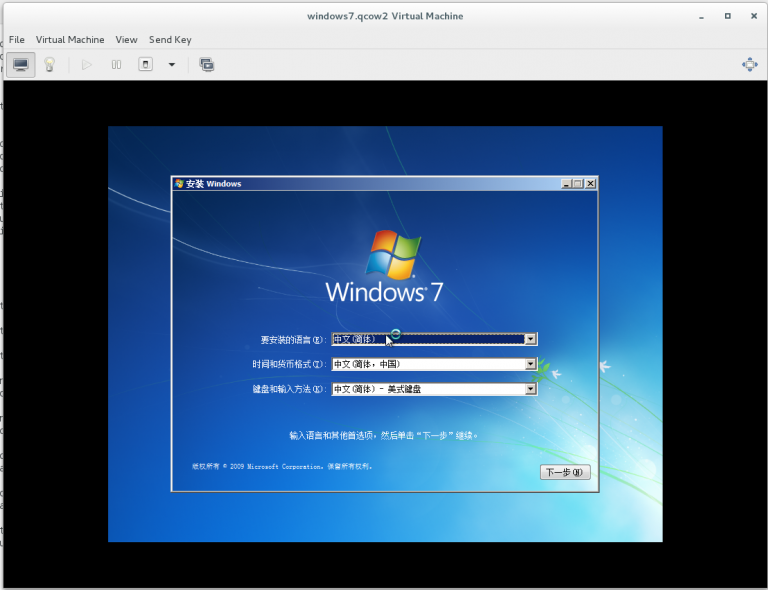 windows7.qcow2 Virtual Machine
File Virtual Machine View Send Key
安装 Windows
Windows 7
要安装的语言(E): 中文(简体)
时间和货币格式(T): 中文(简体，中国)
键盘和输入方法(K): 中文(简体) - 美式键盘
输入语言和其他首选项，然后单击“下一步”继续。
版权所有 © 2009 Microsoft Corporation。保留所有权利。
下一步(N)